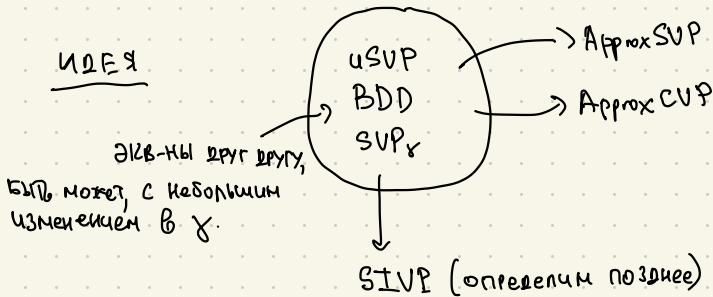 ИДЕЯ
uSVP
BDD
SVPγ
ApproxSVP
ApproxCVP
экв-ны друг другу,
быть может, с небольшим
изменением в γ.
SIVP (определим позднее)